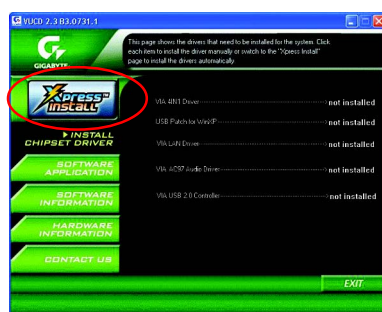 VUCD 2.3 B3.0731.1
GIGABYTE
This page shows the drivers that need to be installed for the system. Click
each item to install the driver manually or switch to the "Xpress Install"
page to install the drivers automatically.
Xpress™
INSTALL
INSTALL
CHIPSET DRIVER
SOFTWARE
APPLICATION
SOFTWARE
INFORMATION
HARDWARE
INFORMATION
CONTACT US
VIA 4IN1 Driver not installed
USB Patch for WinXP not installed
VIA LAN Driver not installed
VIA AC97 Audio Driver not installed
VIA USB 2.0 Controller not installed
EXIT